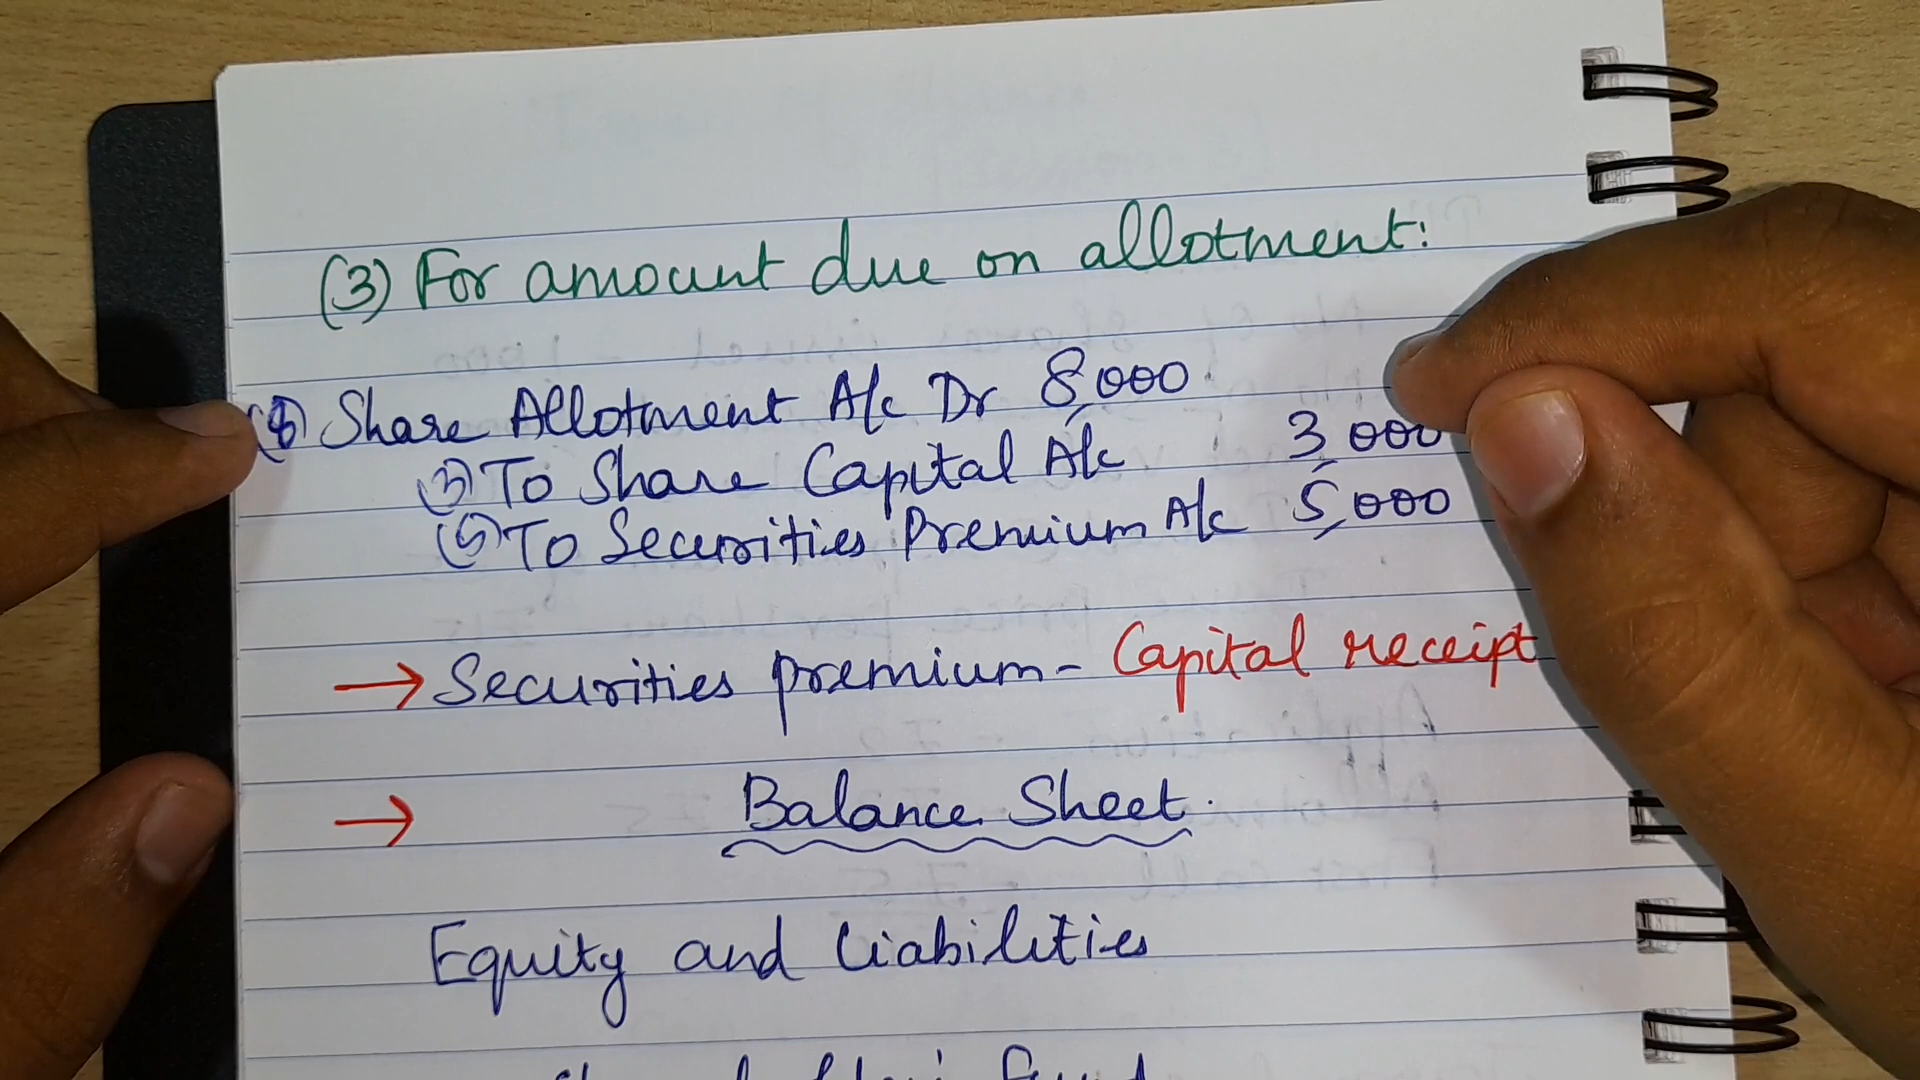 (3) For amount due on allotment:
(8) Share Allotment A/c Dr 8,000
(3) To Share Capital A/c 3,000
(5) To Securities Premium A/c 5,000
→ Securities premium - Capital receipt
→ Balance Sheet.
Equity and Liabilities